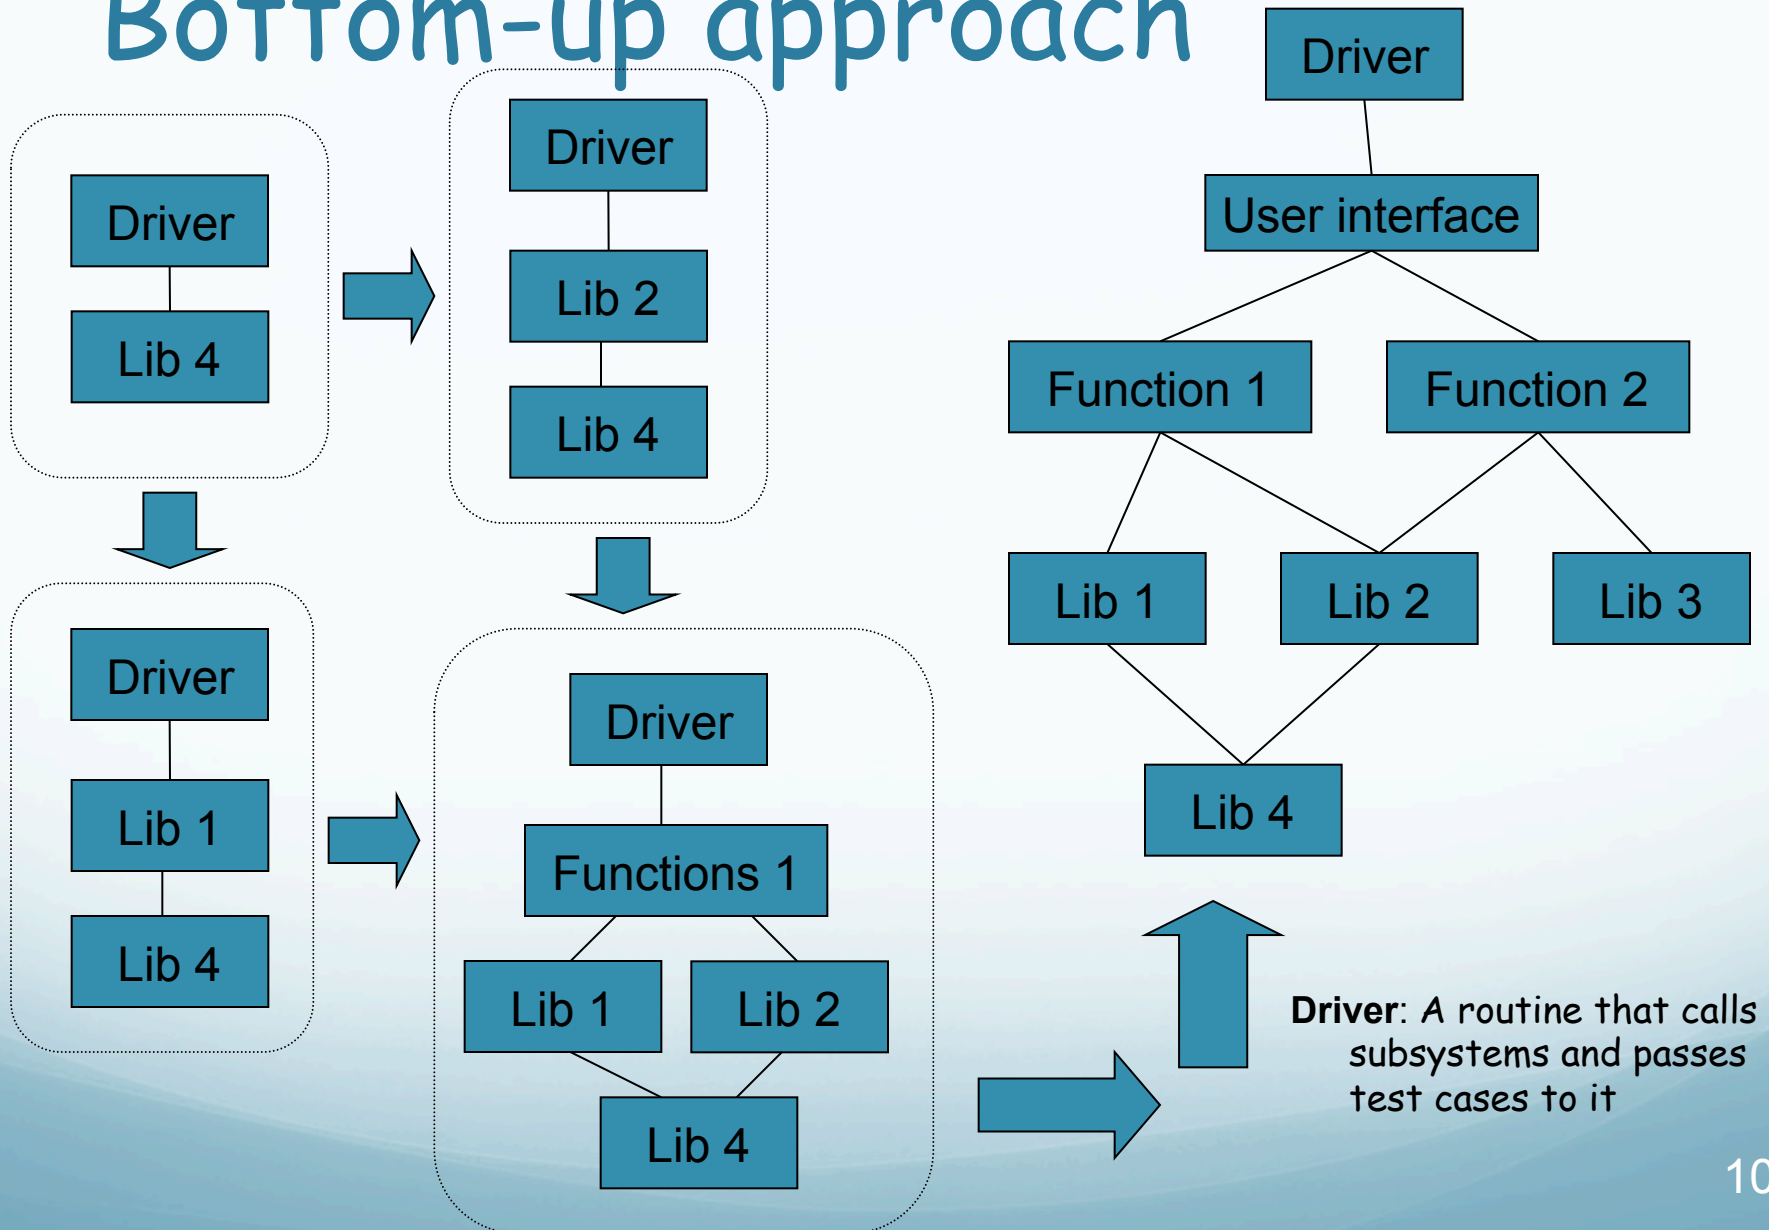 Bottom-up approach
Driver
Lib 4
Driver
Lib 2
Lib 4
Driver
Lib 1
Lib 4
Driver
Functions 1
Lib 1
Lib 2
Lib 4
Driver
User interface
Function 1
Function 2
Lib 1
Lib 2
Lib 3
Lib 4
Driver: A routine that calls
subsystems and passes
test cases to it
10